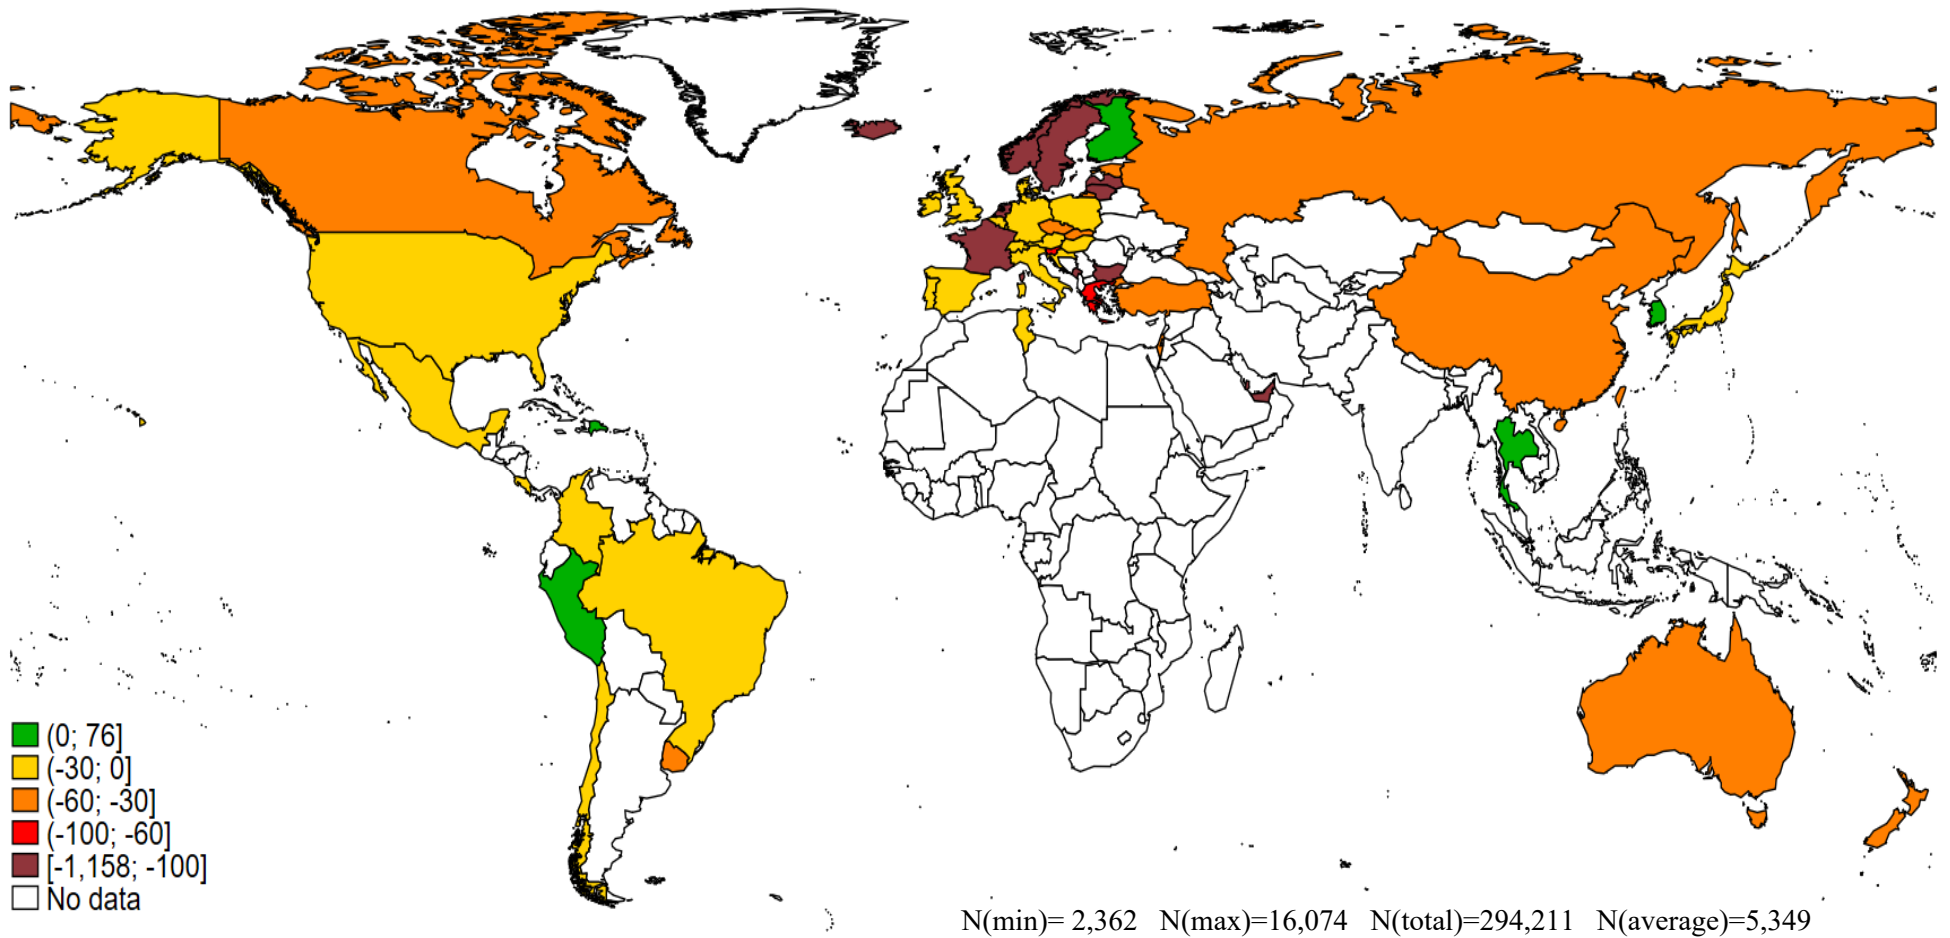 (0; 76]
(-30; 0]
(-60; -30]
(-100; -60]
[-1,158; -100]
No data
N(min)= 2,362 N(max)=16,074 N(total)=294,211 N(average)=5,349